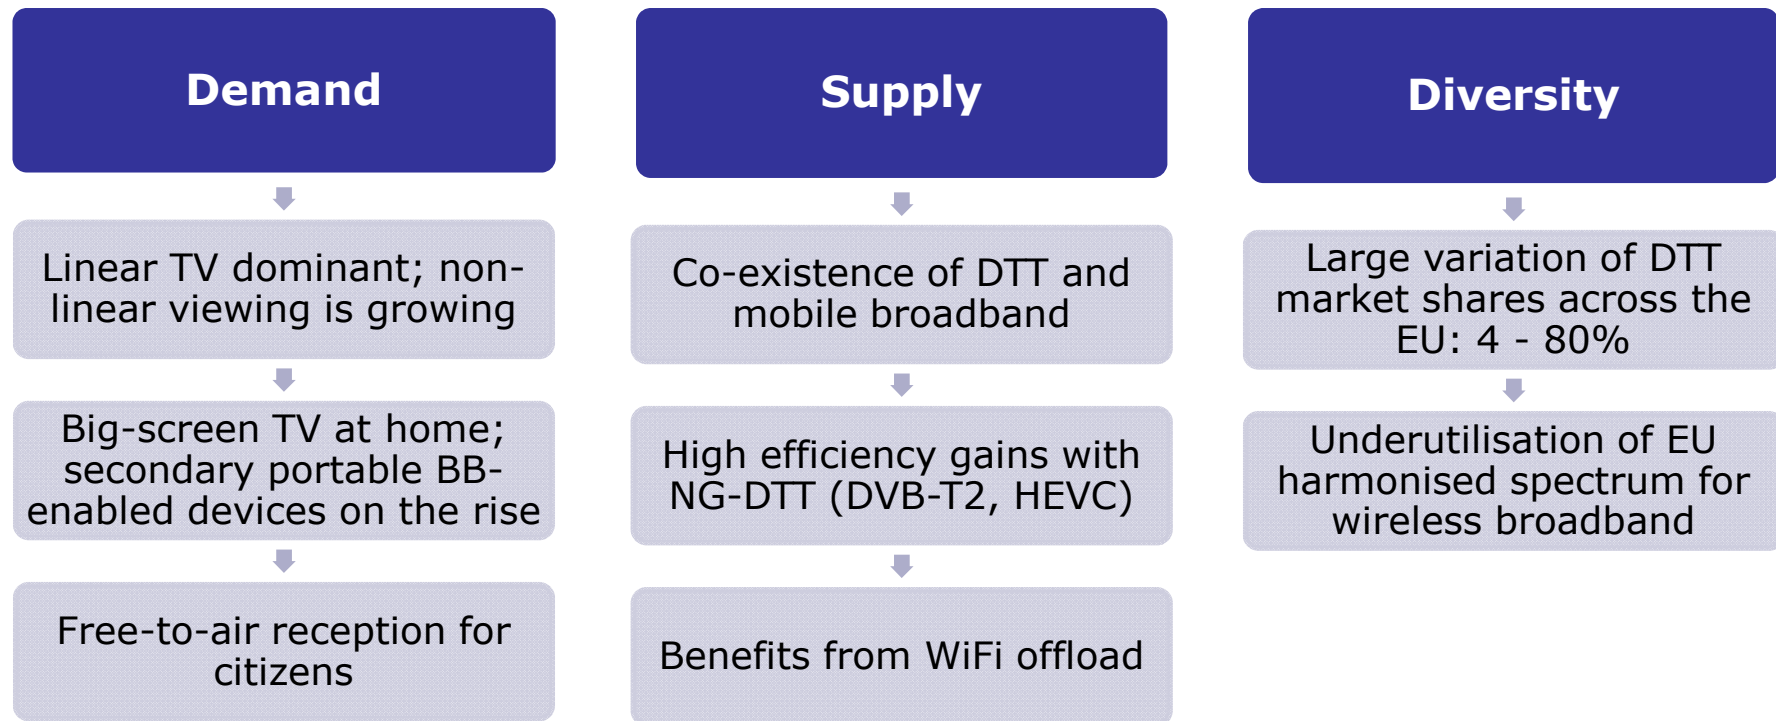 Demand
Linear TV dominant; non-
linear viewing is growing
Big-screen TV at home;
secondary portable BB-
enabled devices on the rise
Free-to-air reception for
citizens
Supply
Co-existence of DTT and
mobile broadband
High efficiency gains with
NG-DTT (DVB-T2, HEVC)
Benefits from WiFi offload
Diversity
Large variation of DTT
market shares across the
EU: 4 - 80%
Underutilisation of EU
harmonised spectrum for
wireless broadband